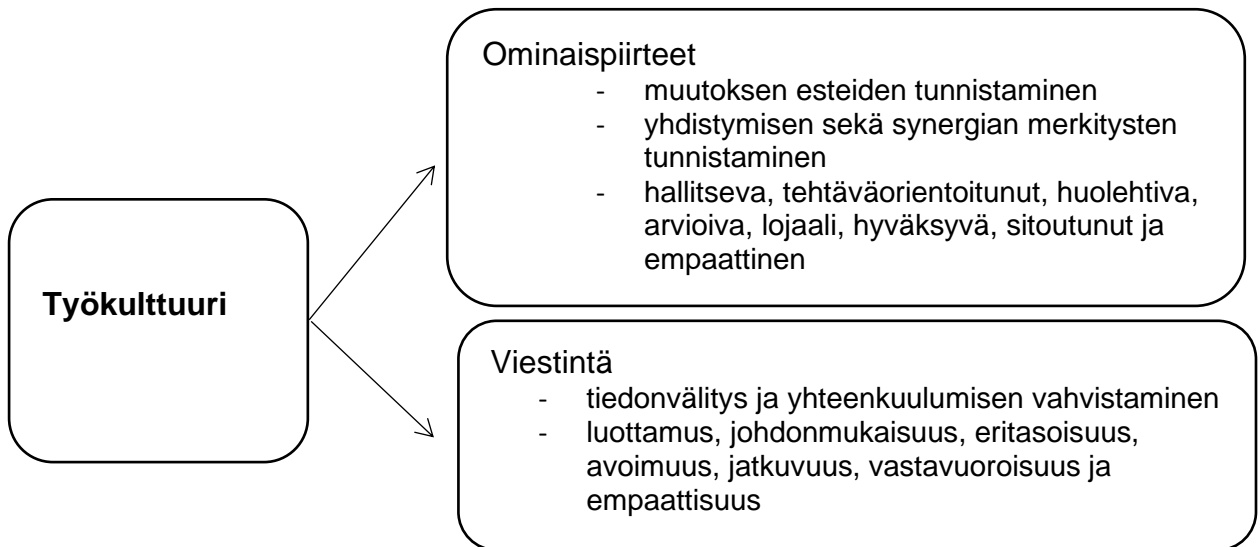 Työkulttuuri
Ominaispiirteet
- muutoksen esteiden tunnistaminen
- yhdistymisen sekä synergian merkitysten
tunnistaminen
- hallitseva, tehtäväorientoitunut, huolehtiva,
arvioiva, lojaali, hyväksyvä, sitoutunut ja
empaattinen
Viestintä
- tiedonvälitys ja yhteenkuulumisen vahvistaminen
- luottamus, johdonmukaisuus, eritasoisuus,
avoimuus, jatkuvuus, vastavuoroisuus ja
empaattisuus